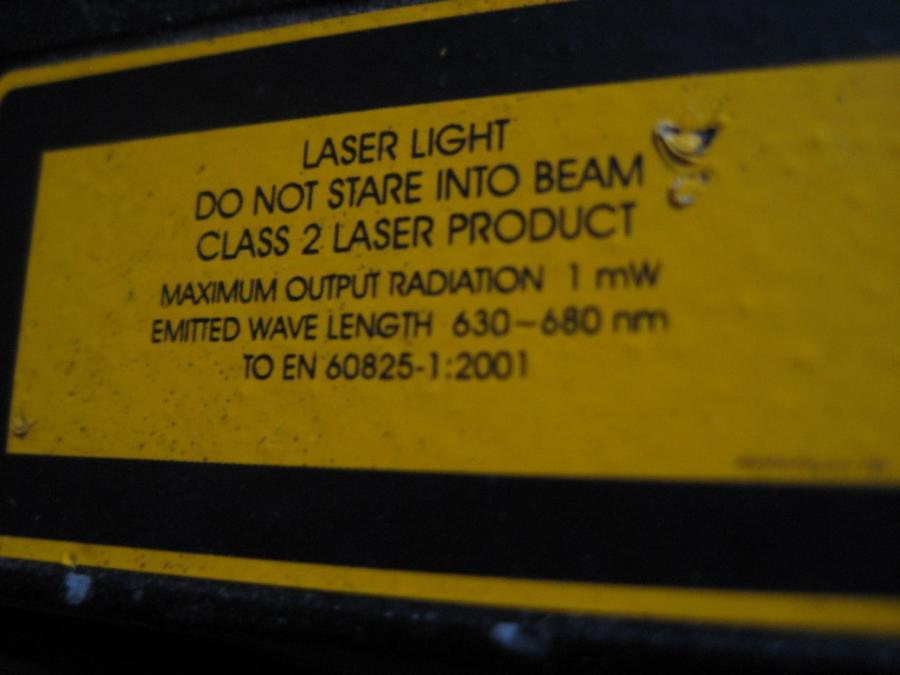 LASER LIGHT
DO NOT STARE INTO BEAM
CLASS 2 LASER PRODUCT
MAXIMUM OUTPUT RADIATION 1 mW
EMITTED WAVE LENGTH 630-680 nm
TO EN 60825-1:2001